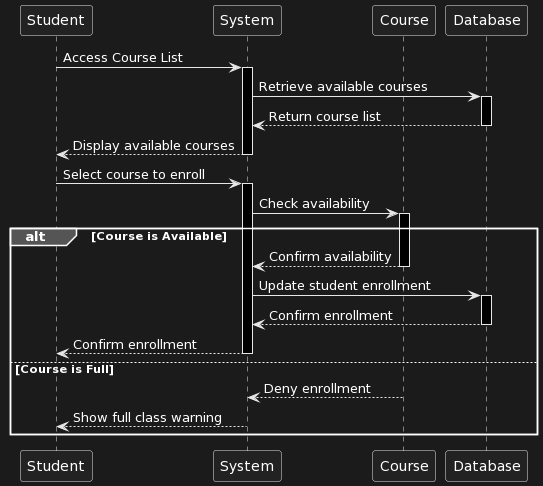 Student System Course Database
Access Course List
Retrieve available courses
Return course list
Display available courses
Select course to enroll
Check availability
alt [Course is Available]
Confirm availability
Update student enrollment
Confirm enrollment
Confirm enrollment
[Course is Full]
Deny enrollment
Show full class warning
Student System Course Database